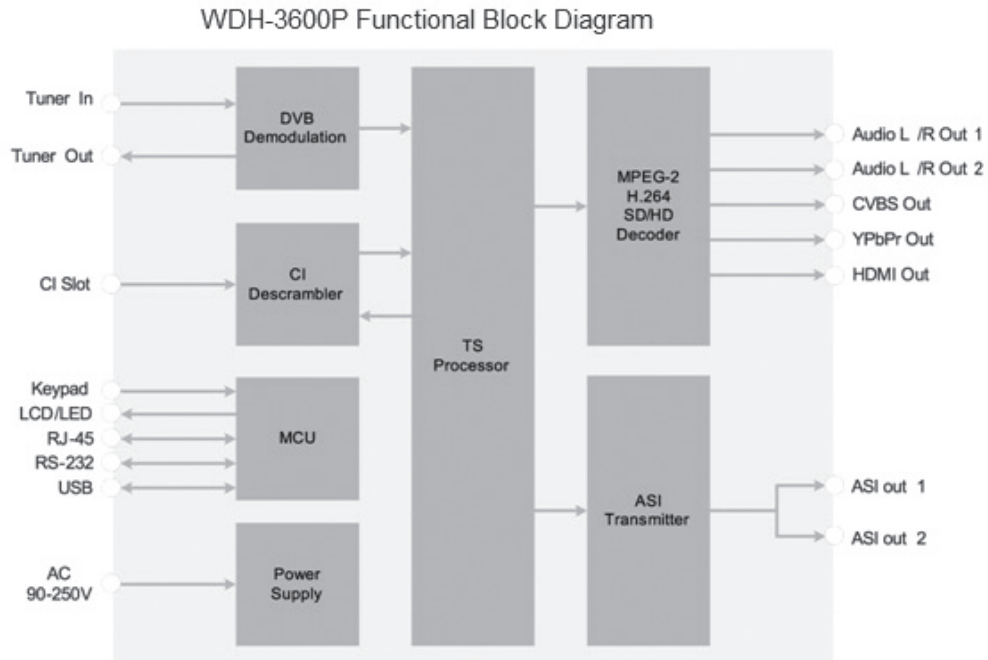 WDH-3600P Functional Block Diagram
Tuner In
Tuner Out
DVB
Demodulation
CI Slot
CI
Descrambler
Keypad
LCD/LED
RJ-45
RS-232
USB
MCU
AC
90-250V
Power
Supply
TS
Processor
MPEG-2
H.264
SD/HD
Decoder
Audio L /R Out 1
Audio L /R Out 2
CVBS Out
YPbPr Out
HDMI Out
ASI
Transmitter
ASI out 1
ASI out 2